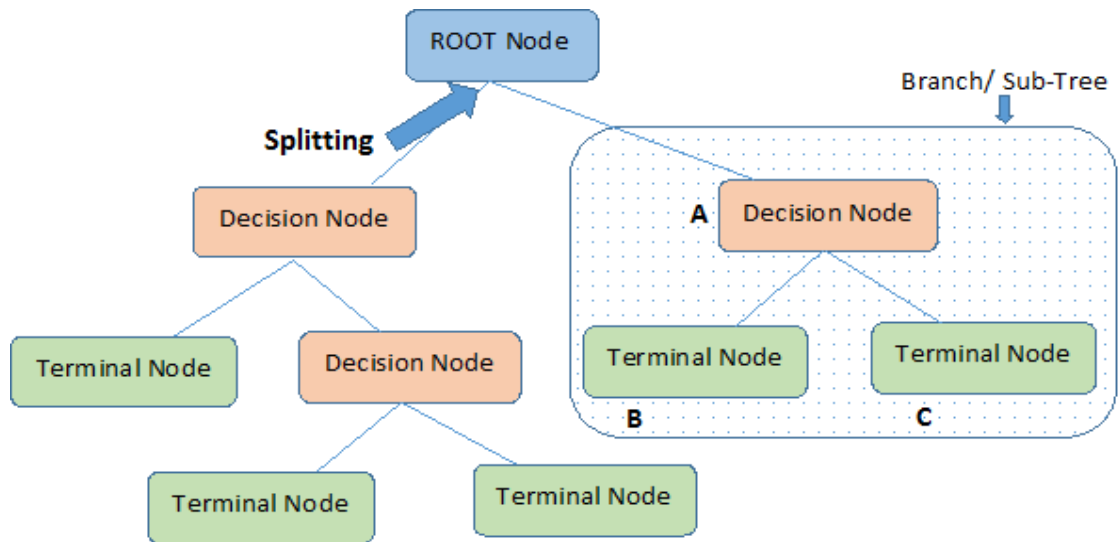 ROOT Node
Branch/ Sub-Tree
Splitting
Decision Node
A
Decision Node
Terminal Node
Decision Node
Terminal Node
Terminal Node
B
C
Terminal Node
Terminal Node